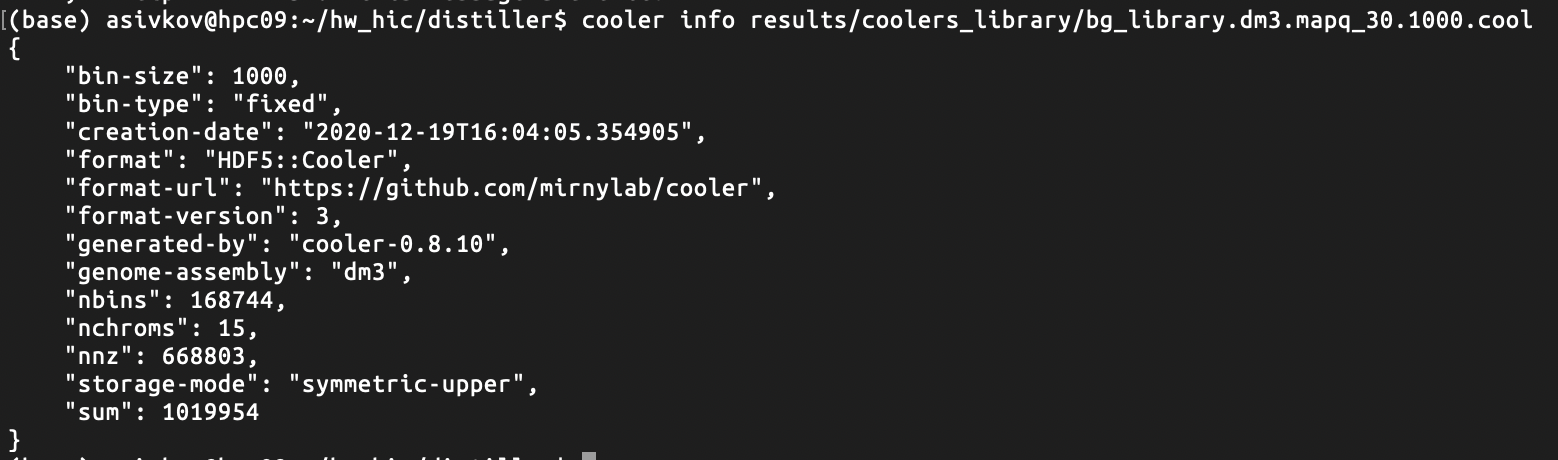 (base) asivkov@hpc09:~/hw_hic/distiller$ cooler info results/coolers_library/bg_library.dm3.mapq_30.1000.cool
{
    "bin-size": 1000,
    "bin-type": "fixed",
    "creation-date": "2020-12-19T16:04:05.354905",
    "format": "HDF5::Cooler",
    "format-url": "https://github.com/mirnylab/cooler",
    "format-version": 3,
    "generated-by": "cooler-0.8.10",
    "genome-assembly": "dm3",
    "nbins": 168744,
    "nchroms": 15,
    "nnz": 668803,
    "storage-mode": "symmetric-upper",
    "sum": 1019954
}